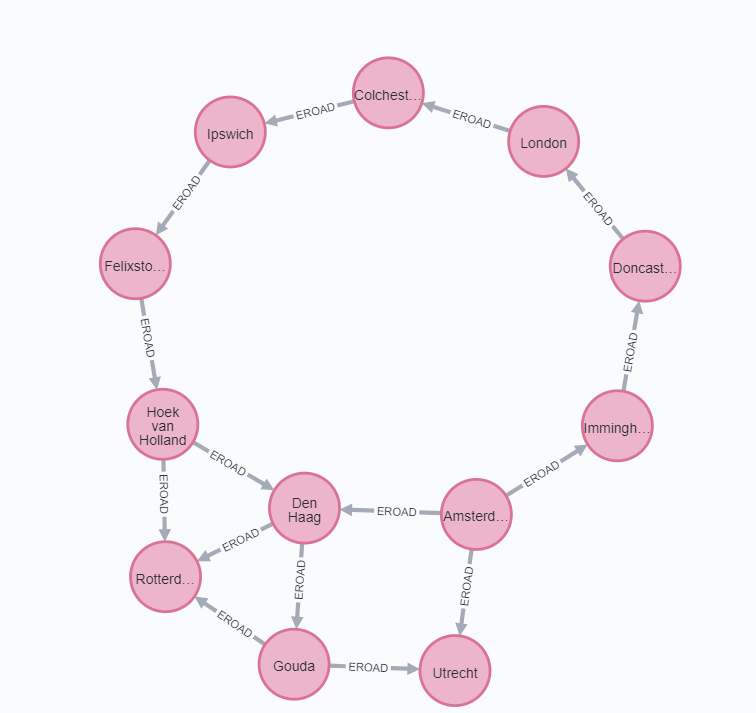 Colchest...
EROAD
EROAD
Ipswich
London
EROAD
EROAD
Felixsto...
Doncast...
EROAD
EROAD
Hoek
van
Holland
Immingh...
EROAD
EROAD
EROAD
Den
Haag
EROAD
Amsterd...
EROAD
Rotterd...
EROAD
EROAD
EROAD
Gouda
EROAD
Utrecht